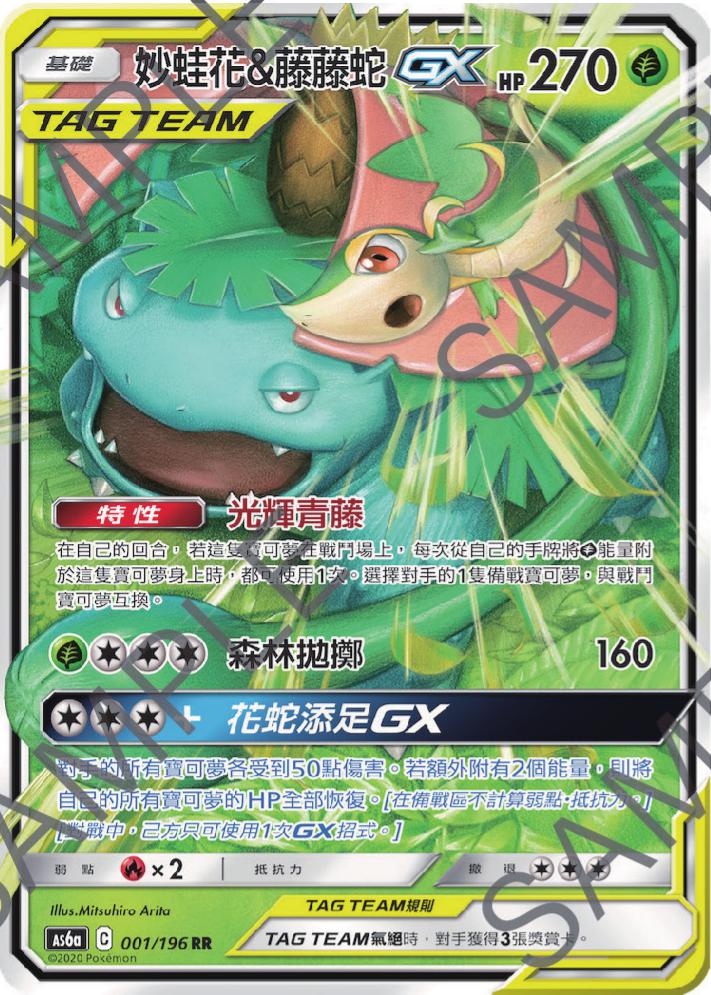 基礎 妙蛙花&藤藤蛇GX HP270
TAG TEAM
特性 光輝青藤
在自己的回合，若這隻寶可夢在戰鬥場上，每次從自己的手牌將能量附
於這隻寶可夢身上時，都可使用1次。選擇對手的1隻備戰寶可夢，與戰鬥
寶可夢互換。
森林拋擲 160
+ 花蛇添足GX
對手的所有寶可夢各受到50點傷害。若額外附有2個能量，則將
自己的所有寶可夢的HP全部恢復。[在備戰區不計算弱點・抵抗力。]
[對戰中，己方只可使用1次GX招式。]
弱點 ×2 抵抗力 撤退
Illus.Mitsuhiro Arita
TAG TEAM規則
AS6a C 001/196 RR
TAG TEAM氣絕時，對手獲得3張獎賞卡。
©2020 Pokémon
SAMPLE
SAMPLE
SAMPLE
SAMPLE